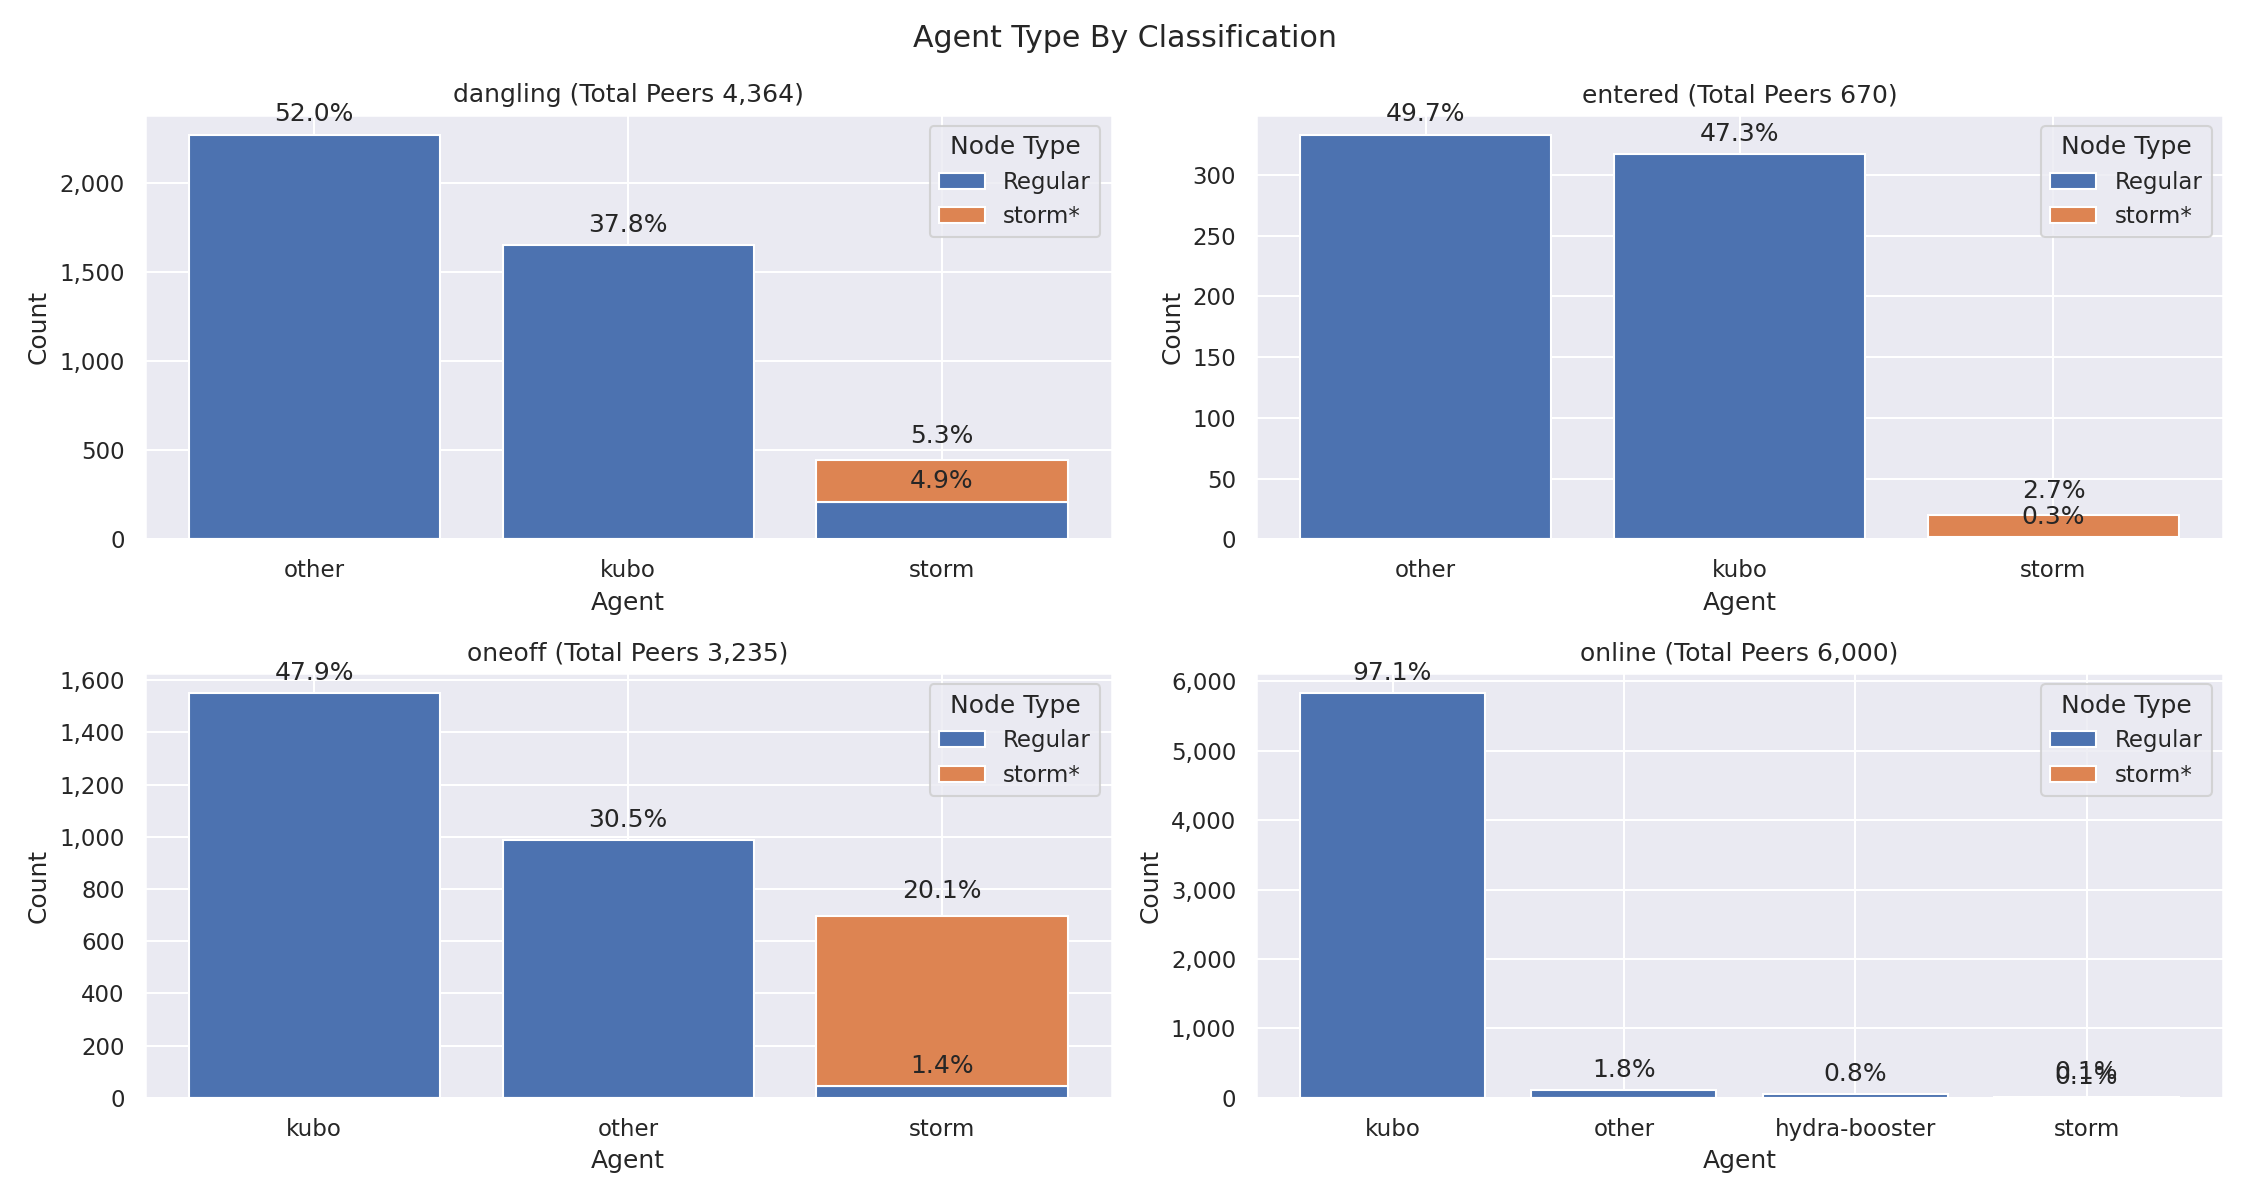 Agent Type By Classification
dangling (Total Peers 4,364)
52.0%
37.8%
5.3%
4.9%
Node Type
Regular
storm*
2,000
1,500
1,000
500
0
Count
other
kubo
storm
Agent
entered (Total Peers 670)
49.7%
47.3%
2.7%
0.3%
Node Type
Regular
storm*
300
250
200
150
100
50
0
Count
other
kubo
storm
Agent
oneoff (Total Peers 3,235)
47.9%
30.5%
20.1%
1.4%
Node Type
Regular
storm*
1,600
1,400
1,200
1,000
800
600
400
200
0
Count
kubo
other
storm
Agent
online (Total Peers 6,000)
97.1%
1.8%
0.8%
0.1%
0.1%
Node Type
Regular
storm*
6,000
5,000
4,000
3,000
2,000
1,000
0
Count
kubo
other
hydra-booster
storm
Agent